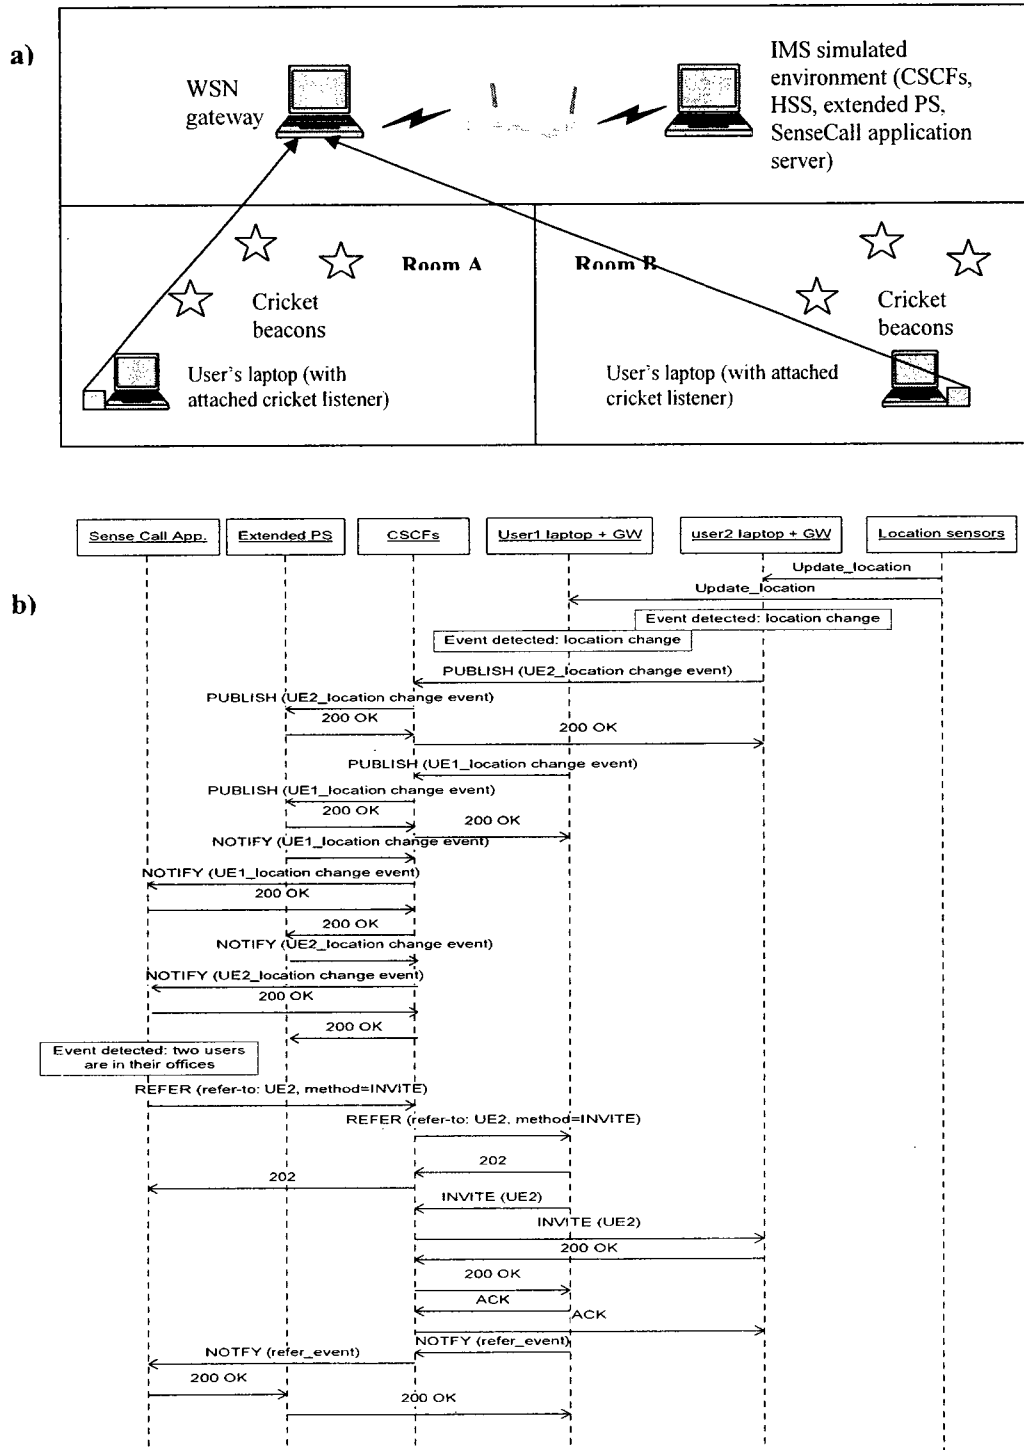 a)
WSN
gateway
IMS simulated
environment (CSCFs,
HSS, extended PS,
SenseCall application
server)
Room A
Room B
Cricket
beacons
Cricket
beacons
User's laptop (with
attached cricket listener)
User's laptop (with attached
cricket listener)
b)
Sense Call App.
Extended PS
CSCFs
User1 laptop + GW
user2 laptop + GW
Location sensors
Update_location
Update_location
Event detected: location change
Event detected: location change
PUBLISH (UE2_location change event)
PUBLISH (UE2_location change event)
200 OK
200 OK
PUBLISH (UE1_location change event)
PUBLISH (UE1_location change event)
200 OK
200 OK
NOTIFY (UE1_location change event)
NOTIFY (UE1_location change event)
200 OK
200 OK
NOTIFY (UE2_location change event)
NOTIFY (UE2_location change event)
200 OK
200 OK
Event detected: two users
are in their offices
REFER (refer-to: UE2, method=INVITE)
REFER (refer-to: UE2, method=INVITE)
202
202
INVITE (UE2)
INVITE (UE2)
200 OK
200 OK
ACK
ACK
NOTFY (refer_event)
NOTFY (refer_event)
200 OK
200 OK